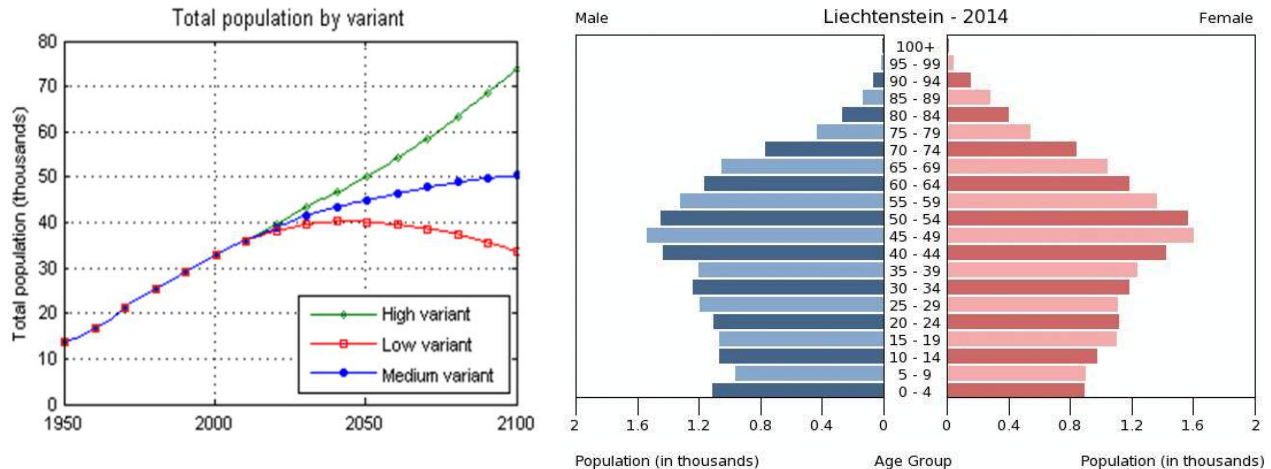 Total population by variant
Total population (thousands)
80
70
60
50
40
30
20
10
0
1950
2000
2050
2100
High variant
Low variant
Medium variant
Male
Liechtenstein - 2014
Female
100+
95 - 99
90 - 94
85 - 89
80 - 84
75 - 79
70 - 74
65 - 69
60 - 64
55 - 59
50 - 54
45 - 49
40 - 44
35 - 39
30 - 34
25 - 29
20 - 24
15 - 19
10 - 14
5 - 9
0 - 4
2 1.6 1.2 0.8 0.4 0 0 0.4 0.8 1.2 1.6 2
Population (in thousands) Age Group Population (in thousands)